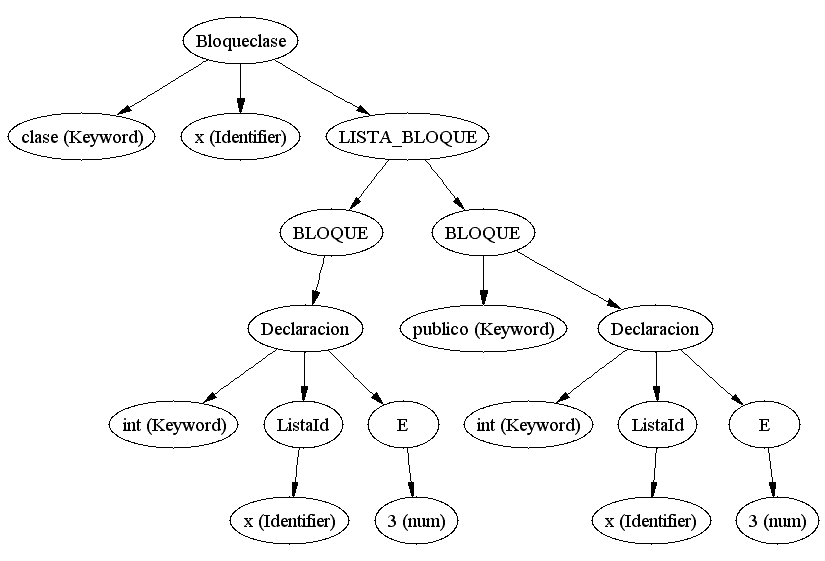 Bloqueclase
clase (Keyword)
x (Identifier)
LISTA_BLOQUE
BLOQUE
BLOQUE
Declaracion
publico (Keyword)
Declaracion
int (Keyword)
ListaId
E
int (Keyword)
ListaId
E
x (Identifier)
3 (num)
x (Identifier)
3 (num)